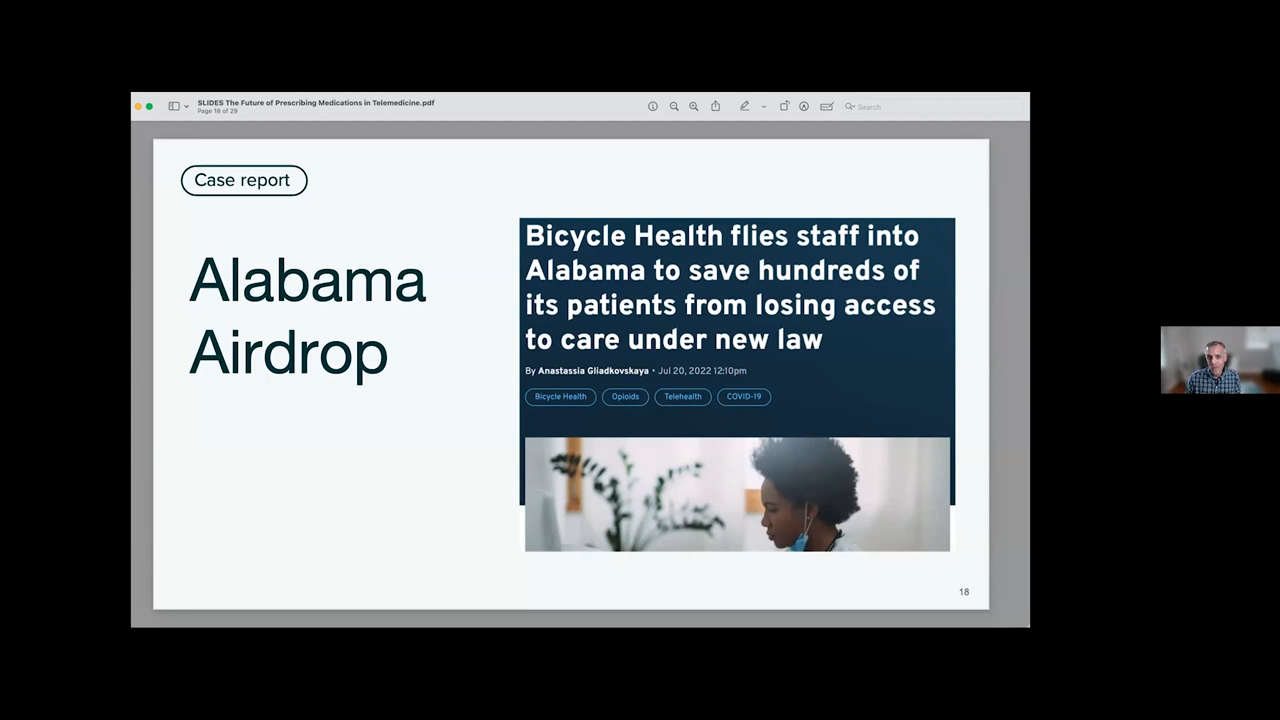 SLIDES The Future of Prescribing Medications in Telemedicine.pdf
Page 18 of 29
Search
Case report
Alabama
Airdrop
Bicycle Health flies staff into
Alabama to save hundreds of
its patients from losing access
to care under new law
By Anastassia Gliadkovskaya • Jul 20, 2022 12:10pm
Bicycle Health
Opioids
Telehealth
COVID-19
18